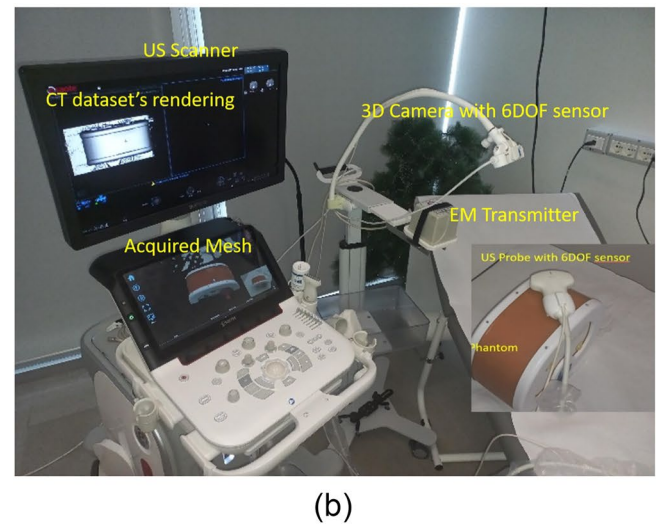 US Scanner
CT dataset's rendering
3D Camera with 6DOF sensor
EM Transmitter
Acquired Mesh
US Probe with 6DOF sensor
Phantom
(b)